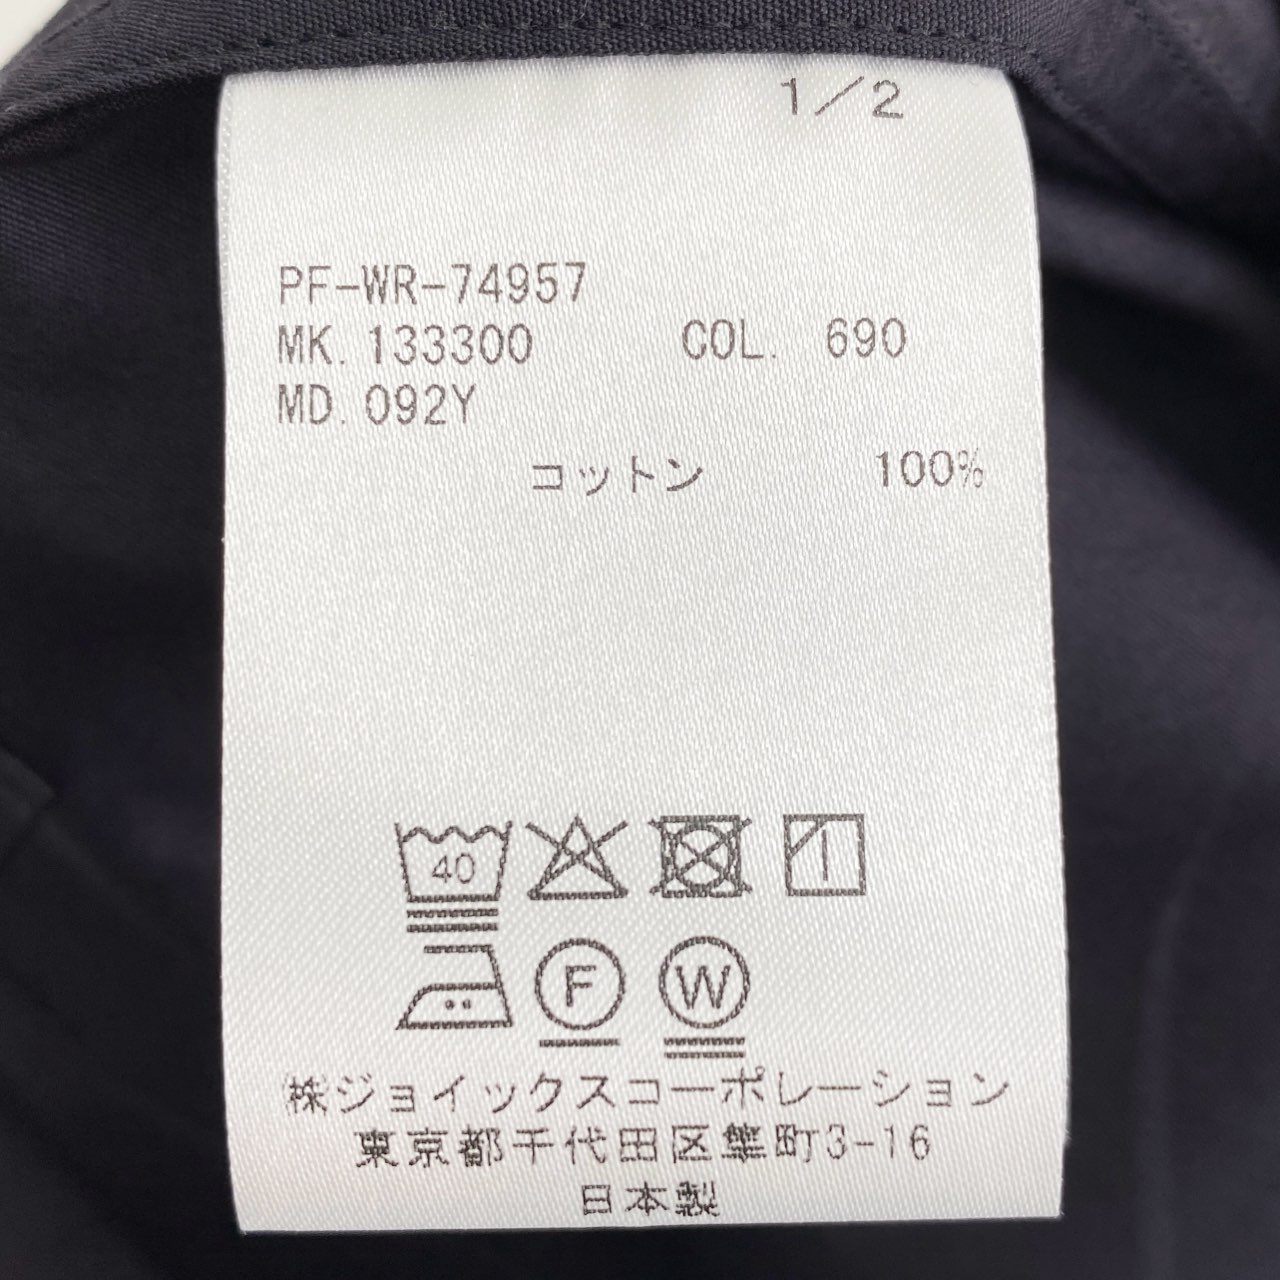 1/2
PF-WR-74957
MK. 133300 COL. 690
MD. 092Y
コットン 100%
40
F W
㈱ジョイックスコーポレーション
東京都千代田区隼町3-16
日本製